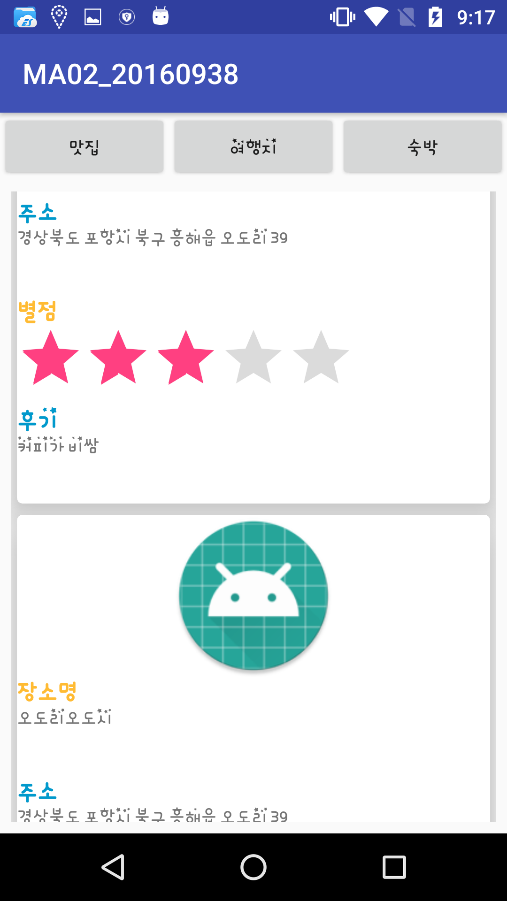 9:17
MA02_20160938
맛집 여행지 숙박
주소
경상북도 포항시 북구 흥해읍 오도리 39
별점
후기
커피가 비쌈
장소명
오도리오도시
주소
경상북도 포항시 북구 흥해읍 오도리 39